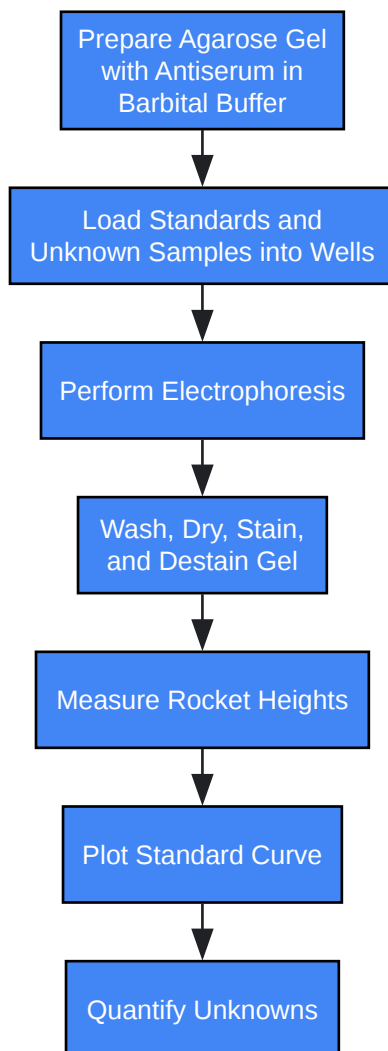 Prepare Agarose Gel
with Antiserum in
Barbital Buffer
Load Standards and
Unknown Samples into Wells
Perform Electrophoresis
Wash, Dry, Stain,
and Destain Gel
Measure Rocket Heights
Plot Standard Curve
Quantify Unknowns